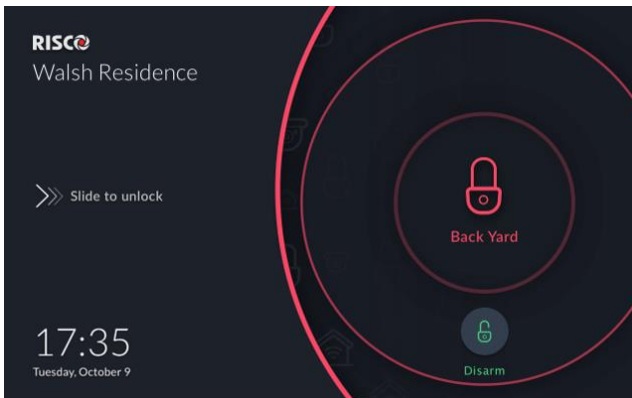 RISCO
Walsh Residence
Slide to unlock
Back Yard
17:35
Tuesday, October 9
Disarm